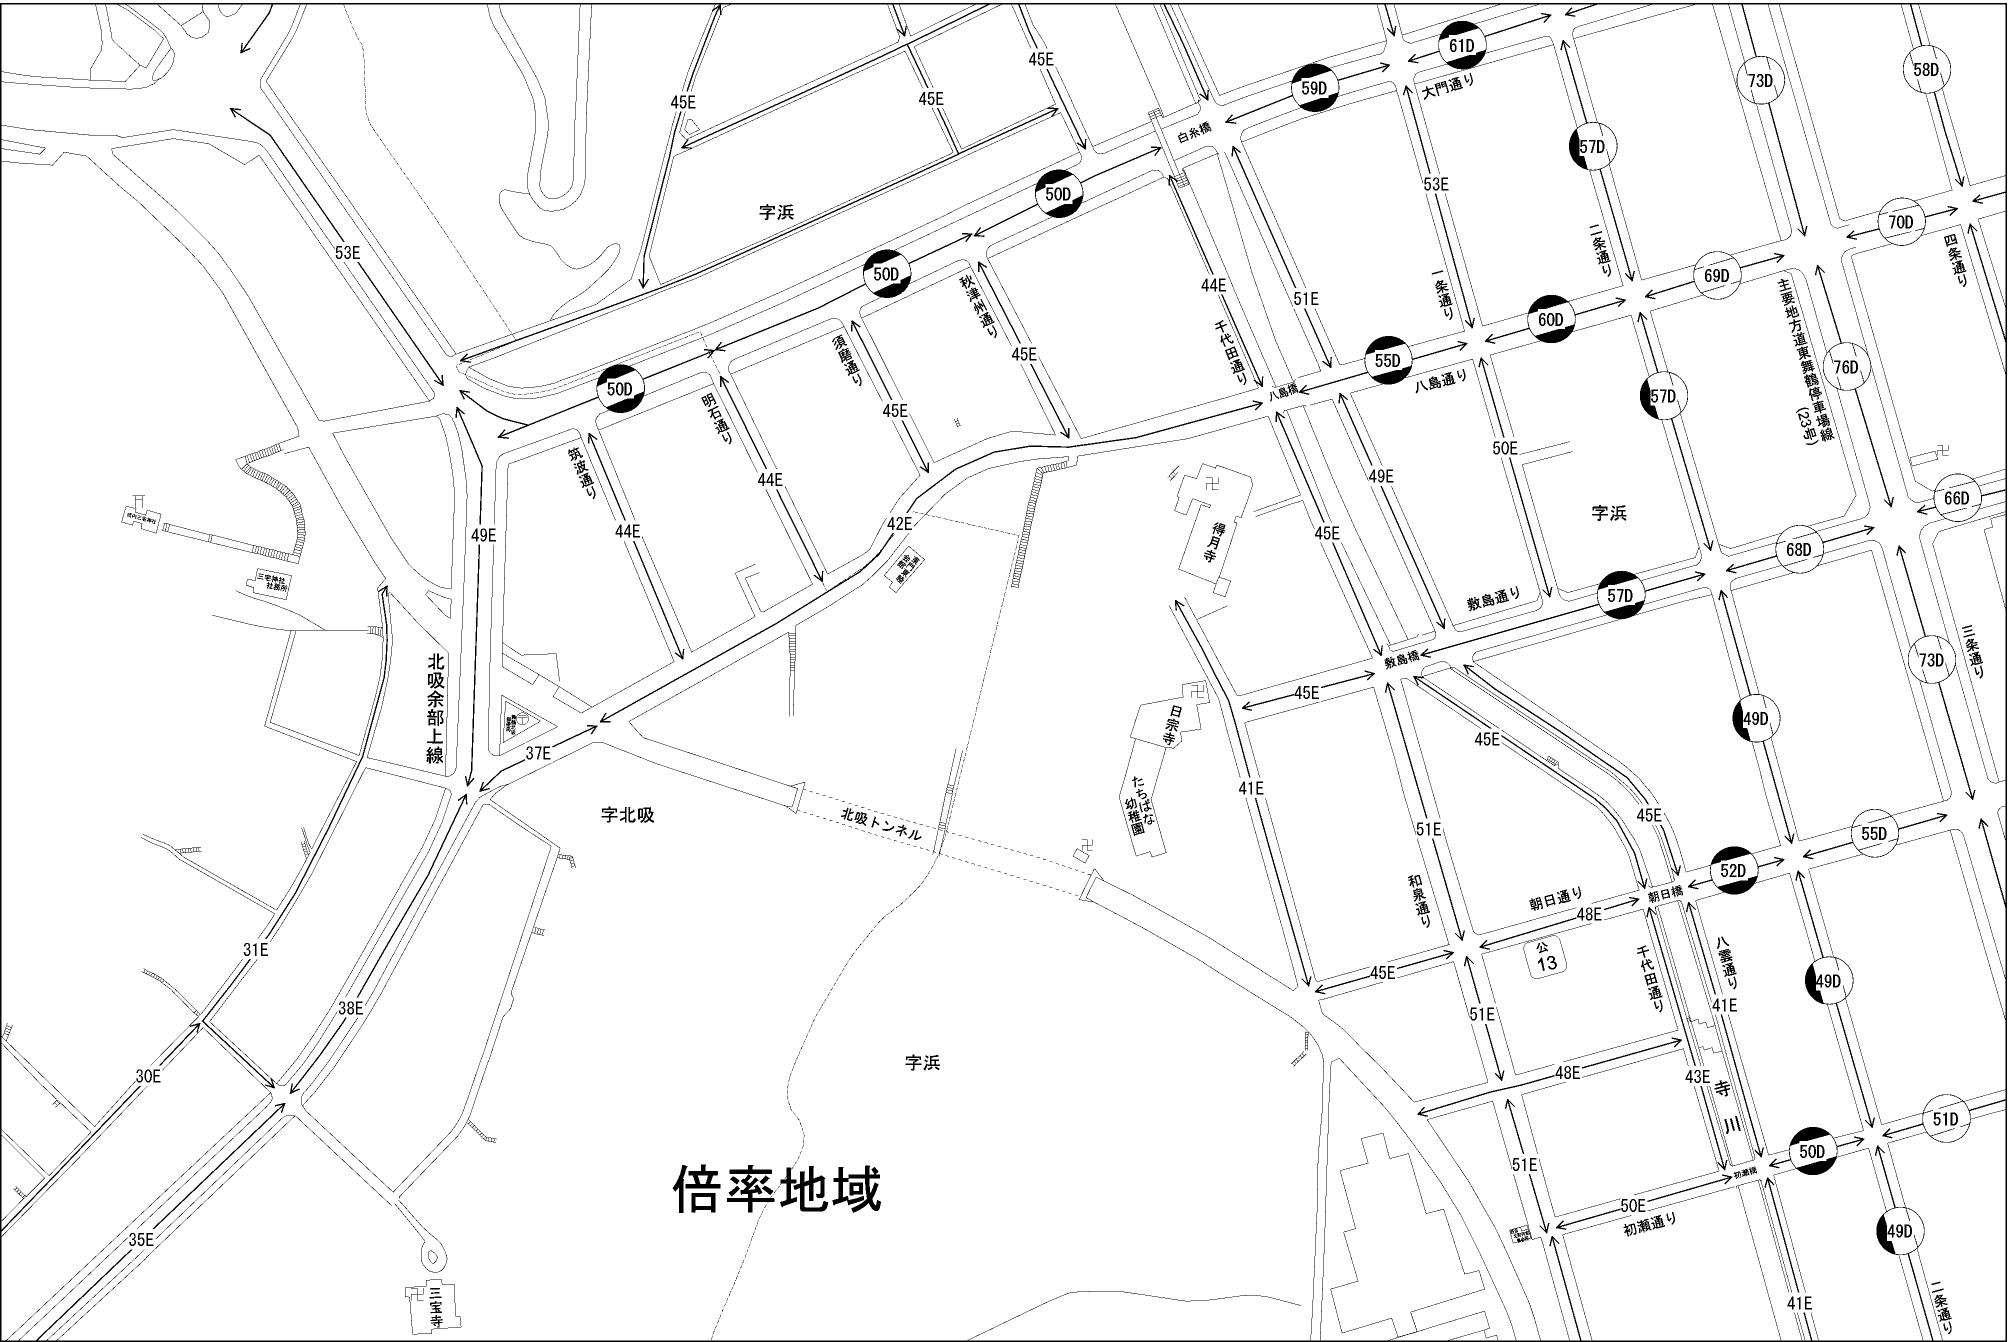 45E
45E
45E
61D
59D
73D
58D
大門通り
白糸橋
57D
50D
53E
字浜
53E
50D
44E
51E
70D
二条通り
四条通り
69D
一条通り
主要地方道東舞鶴停車場線(23号)
秋津州通り
60D
千代田通り
45E
須磨通り
55D
76D
八島通り
八島橋
50D
57D
明石通り
45E
50E
筑波通り
44E
49E
44E
42E
49E
45E
66D
字浜
得月寺
68D
三宅神社
社務所
57D
敷島通り
敷島橋
三条通り
73D
北吸余部上線
45E
日宗寺
49D
37E
45E
41E
たちばな
幼稚園
字北吸
北吸トンネル
51E
45E
55D
52D
朝日橋
朝日通り
和泉通り
48E
31E
公
13
八雲通り
千代田通り
45E
49D
38E
51E
41E
字浜
30E
48E
43E
寺川
51D
50D
51E
初瀬橋
倍率地域
50E
初瀬通り
49D
35E
三宝寺
41E
二条通り